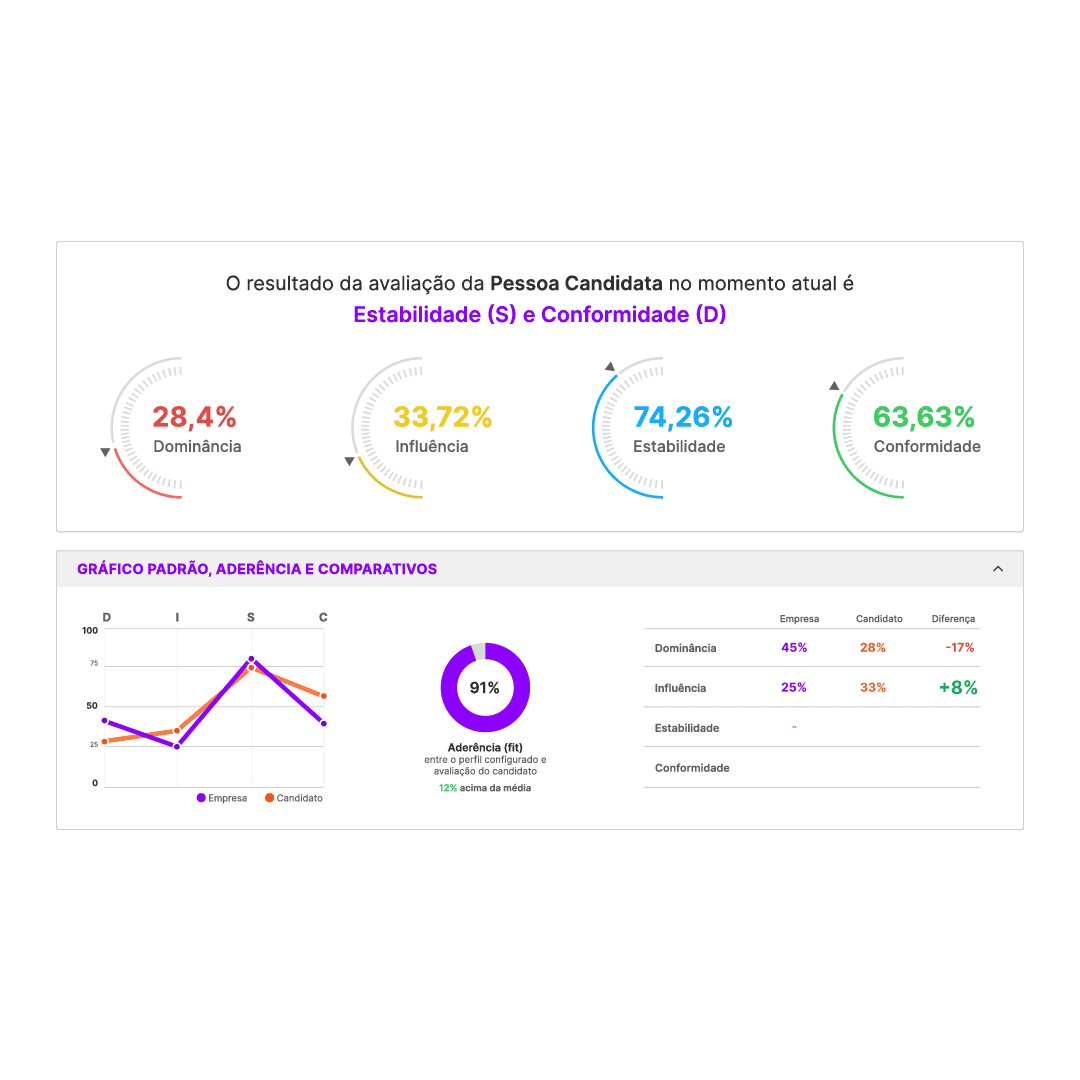 O resultado da avaliação da Pessoa Candidata no momento atual é
Estabilidade (S) e Conformidade (D)
28,4%
Dominância
33,72%
Influência
74,26%
Estabilidade
63,63%
Conformidade
GRÁFICO PADRÃO, ADERÊNCIA E COMPARATIVOS
D I S C
100
75
50
25
0
Empresa Candidato
91%
Aderência (fit)
entre o perfil configurado e
avaliação do candidato
12% acima da média
Empresa Candidato Diferença
Dominância 45% 28% -17%
Influência 25% 33% +8%
Estabilidade -
Conformidade